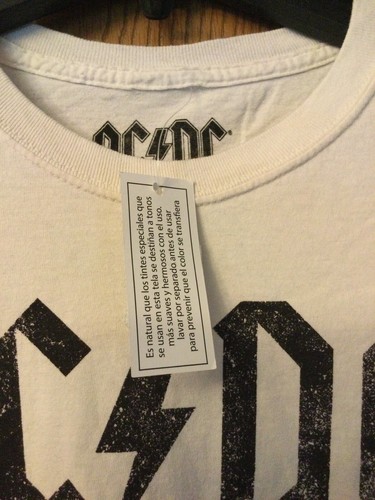 AC⚡DC®
Es natural que los tintes especiales que
se usan en esta tela se destiñan a tonos
más suaves y hermosos con el uso.
lavar por separado antes de usar
para prevenir que el color se transfiera
C⚡DC